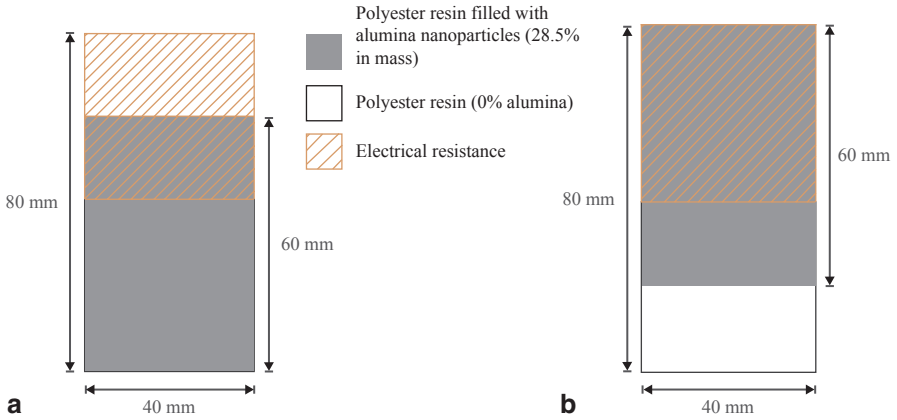 80 mm
60 mm
40 mm
a
Polyester resin filled with
alumina nanoparticles (28.5%
in mass)
Polyester resin (0% alumina)
Electrical resistance
80 mm
60 mm
40 mm
b